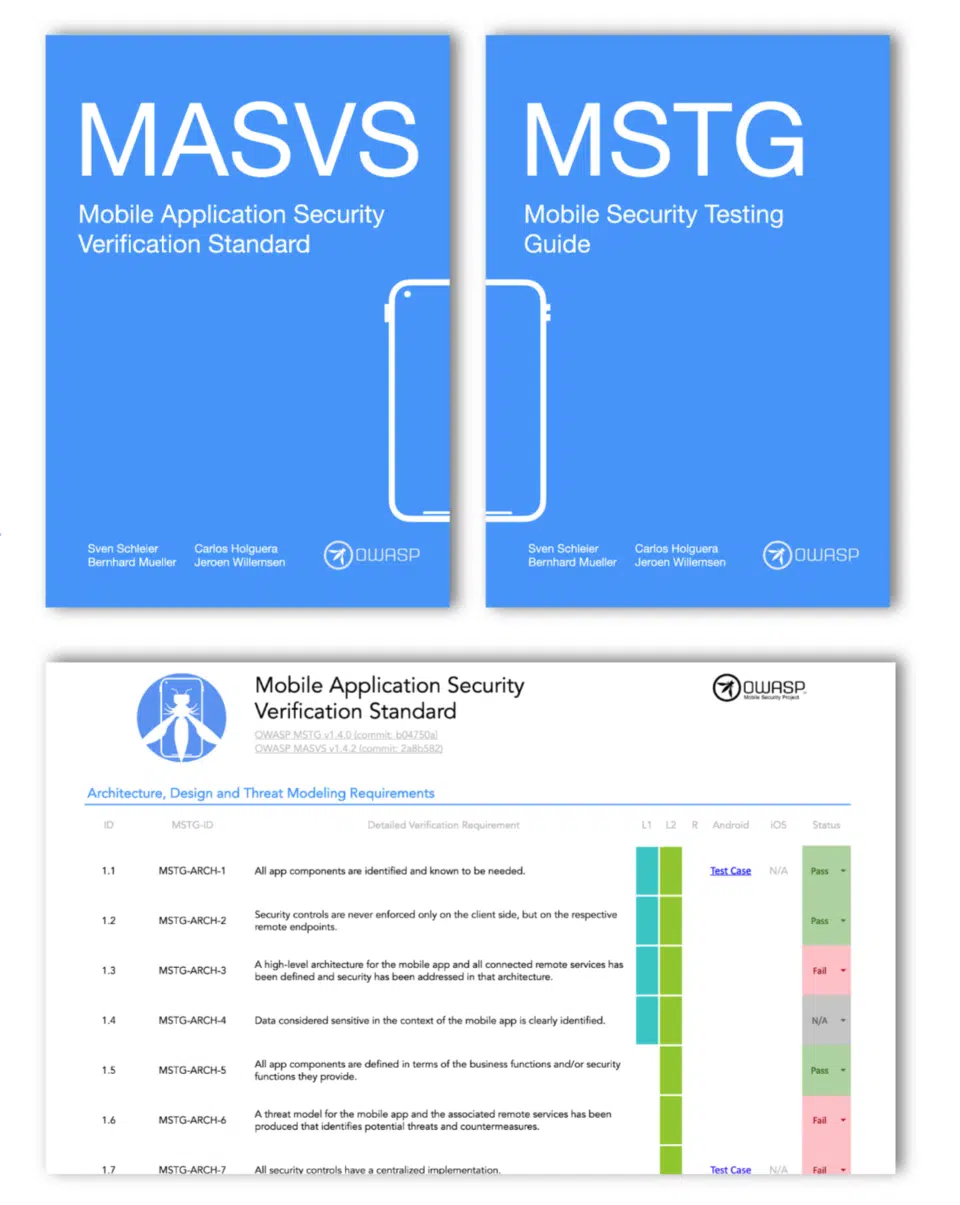 MASVS
Mobile Application Security
Verification Standard
Sven Schleier Carlos Holguera
Bernhard Mueller Jeroen Willemsen
OWASP
MSTG
Mobile Security Testing
Guide
Sven Schleier Carlos Holguera
Bernhard Mueller Jeroen Willemsen
OWASP
Mobile Application Security
Verification Standard
OWASP MSTG v1.4.0 (commit: b04750a)
OWASP MASVS v1.4.2 (commit: 2a8b582)
OWASP
Mobile Security Project
Architecture, Design and Threat Modeling Requirements
ID MSTG-ID Detailed Verification Requirement L1 L2 R Android iOS Status
1.1 MSTG-ARCH-1 All app components are identified and known to be needed. Test Case N/A Pass
1.2 MSTG-ARCH-2 Security controls are never enforced only on the client side, but on the respective
remote endpoints. Pass
1.3 MSTG-ARCH-3 A high-level architecture for the mobile app and all connected remote services has
been defined and security has been addressed in that architecture. Fail
1.4 MSTG-ARCH-4 Data considered sensitive in the context of the mobile app is clearly identified. N/A
1.5 MSTG-ARCH-5 All app components are defined in terms of the business functions and/or security
functions they provide. Pass
1.6 MSTG-ARCH-6 A threat model for the mobile app and the associated remote services has been
produced that identifies potential threats and countermeasures. Fail
1.7 MSTG-ARCH-7 All security controls have a centralized implementation. Test Case N/A Fail